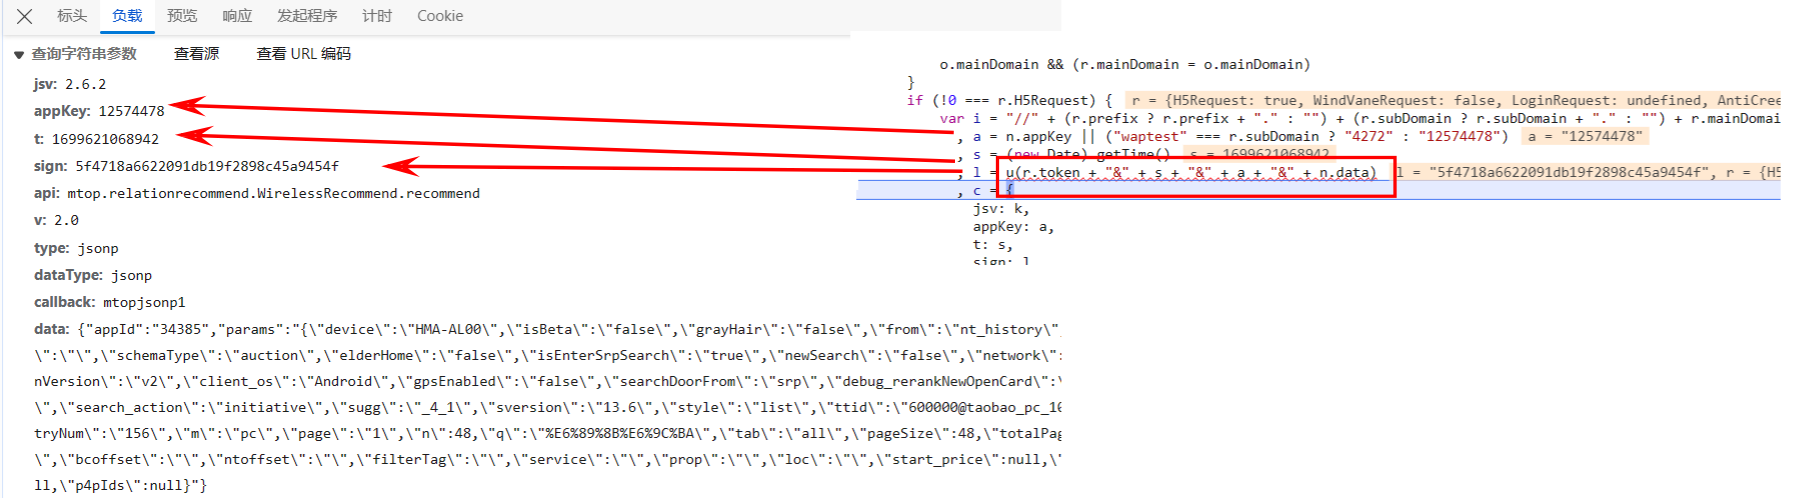 标头 负载 预览 响应 发起程序 计时 Cookie
查询字符串参数 查看源 查看 URL 编码
jsv: 2.6.2
appKey: 12574478
t: 1699621068942
sign: 5f4718a6622091db19f2898c45a9454f
api: mtop.relationrecommend.WirelessRecommend.recommend
v: 2.0
type: jsonp
dataType: jsonp
callback: mtopjsonp1
data: {"appId":"34385","params":"{\"device\":\"HMA-AL00\",\"isBeta\":\"false\",\"grayHair\":\"false\",\"from\":\"nt_history\",
\":\"\",\"schemaType\":\"auction\",\"elderHome\":\"false\",\"isEnterSrpSearch\":\"true\",\"newSearch\":\"false\",\"network\":
nVersion\":\"v2\",\"client_os\":\"Android\",\"gpsEnabled\":\"false\",\"searchDoorFrom\":\"srp\",\"debug_rerankNewOpenCard\":\
\",\"search_action\":\"initiative\",\"sugg\":\"_4_1\",\"sversion\":\"13.6\",\"style\":\"list\",\"ttid\":\"600000@taobao_pc_10
tryNum\":\"156\",\"m\":\"pc\",\"page\":\"1\",\"n\":48,\"q\":\"%E6%89%8B%E6%9C%BA\",\"tab\":\"all\",\"pageSize\":48,\"totalPag
\",\"bcoffset\":\"\",\"ntoffset\":\"\",\"filterTag\":\"\",\"service\":\"\",\"prop\":\"\",\"loc\":\"\",\"start_price\":null,\"
ll,\"p4pIds\":null}"}
o.mainDomain && (r.mainDomain = o.mainDomain)
}
if (!0 === r.H5Request) { r = {H5Request: true, WindVaneRequest: false, LoginRequest: undefined, AntiCree
var i = "//" + (r.prefix ? r.prefix + "." : "") + (r.subDomain ? r.subDomain + "." : "") + r.mainDomai
, a = n.appKey || ("waptest" === r.subDomain ? "4272" : "12574478") a = "12574478"
, s = (new Date).getTime() s = 1699621068942
, l = u(r.token + "&" + s + "&" + a + "&" + n.data) l = "5f4718a6622091db19f2898c45a9454f", r = {H5
, c = {
jsv: k,
appKey: a,
t: s,
sign: l